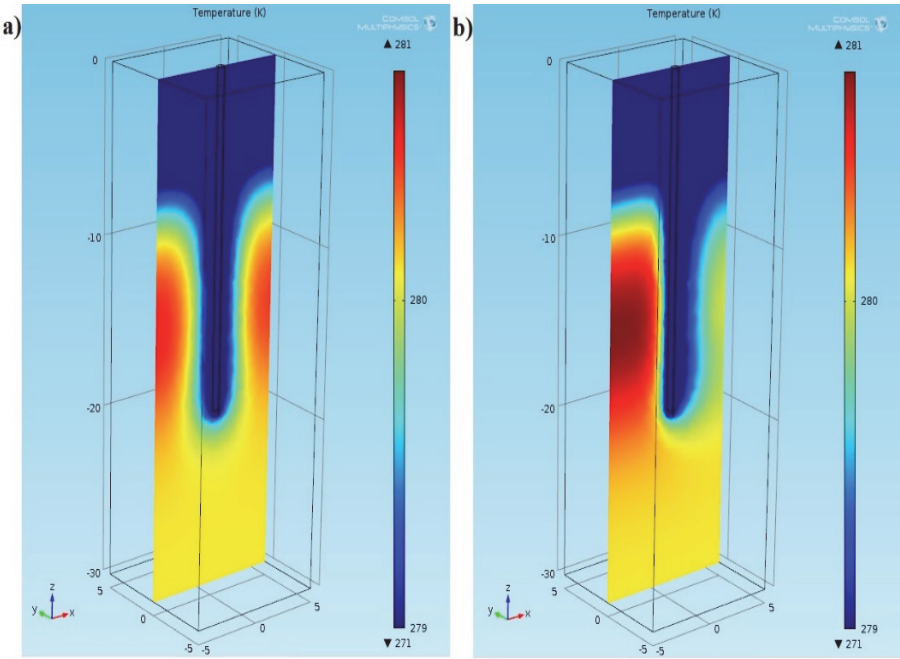 a)
Temperature (K)
COMSOL
MULTIPHYSICS
▲ 281
0
-10
280
-20
-30
5
0
-5
-5
0
5
z
y
x
279
▼ 271
b)
Temperature (K)
COMSOL
MULTIPHYSICS
▲ 281
0
-10
280
-20
-30
5
0
-5
-5
0
5
z
y
x
279
▼ 271